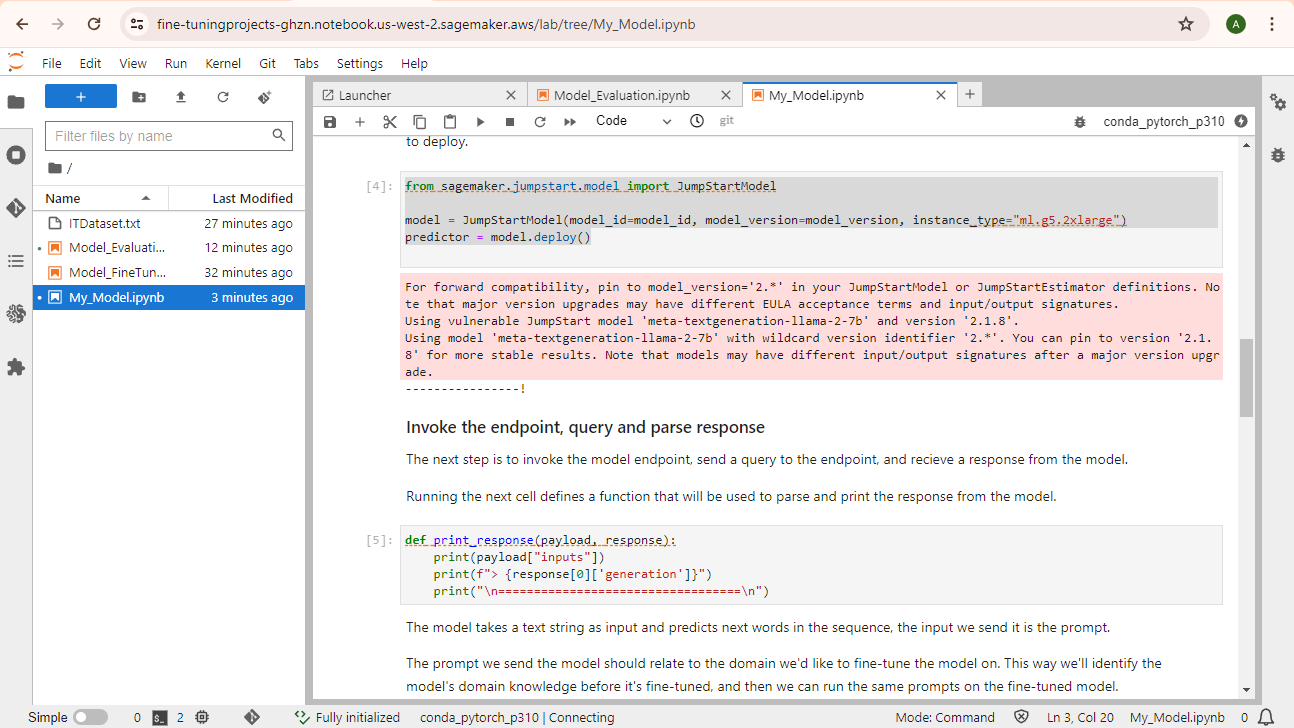 fine-tuningprojects-ghzn.notebook.us-west-2.sagemaker.aws/lab/tree/My_Model.ipynb
A
File Edit View Run Kernel Git Tabs Settings Help
+
Launcher
Model_Evaluation.ipynb
My_Model.ipynb
Code
git
conda_pytorch_p310
Filter files by name
/
Name Last Modified
ITDataset.txt 27 minutes ago
Model_Evaluati... 12 minutes ago
Model_FineTun... 32 minutes ago
My_Model.ipynb 3 minutes ago
to deploy.
[4]:
from sagemaker.jumpstart.model import JumpStartModel
model = JumpStartModel(model_id=model_id, model_version=model_version, instance_type="ml.g5.2xlarge")
predictor = model.deploy()
For forward compatibility, pin to model_version='2.*' in your JumpStartModel or JumpStartEstimator definitions. No
te that major version upgrades may have different EULA acceptance terms and input/output signatures.
Using vulnerable JumpStart model 'meta-textgeneration-llama-2-7b' and version '2.1.8'.
Using model 'meta-textgeneration-llama-2-7b' with wildcard version identifier '2.*'. You can pin to version '2.1.
8' for more stable results. Note that models may have different input/output signatures after a major version upgr
ade.
----------------!
Invoke the endpoint, query and parse response
The next step is to invoke the model endpoint, send a query to the endpoint, and recieve a response from the model.
Running the next cell defines a function that will be used to parse and print the response from the model.
[5]:
def print_response(payload, response):
    print(payload["inputs"])
    print(f"> {response[0]['generation']}")
    print("\n==================================\n")
The model takes a text string as input and predicts next words in the sequence, the input we send it is the prompt.
The prompt we send the model should relate to the domain we'd like to fine-tune the model on. This way we'll identify the
model's domain knowledge before it's fine-tuned, and then we can run the same prompts on the fine-tuned model.
Simple 0 $_ 2 Fully initialized conda_pytorch_p310 | Connecting Mode: Command Ln 3, Col 20 My_Model.ipynb 0